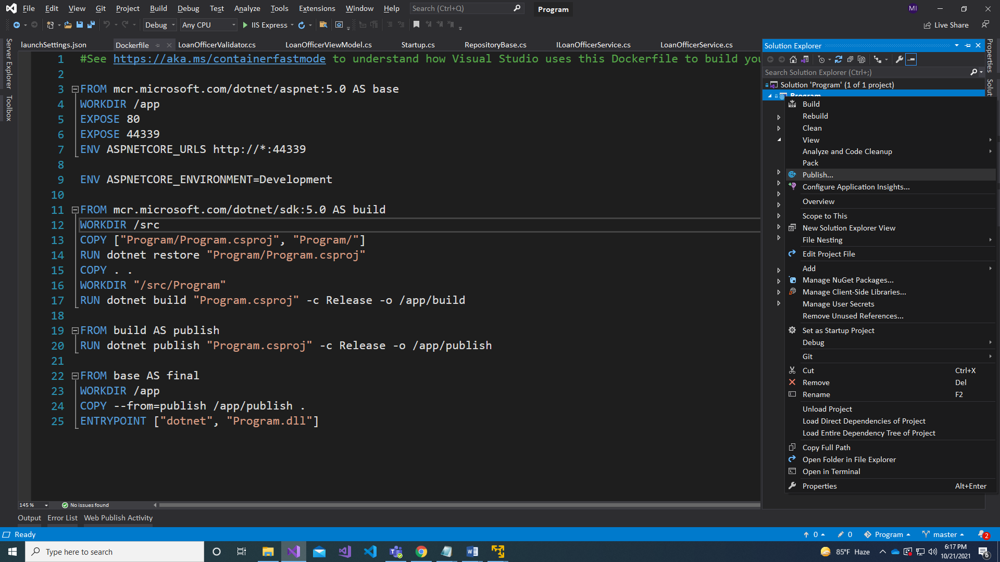 File Edit View Git Project Build Debug Test Analyze Tools Extensions Window Help Search (Ctrl+Q) Program MI
Debug Any CPU IIS Express Live Share
launchSettings.json Dockerfile LoanOfficerValidator.cs LoanOfficerViewModel.cs Startup.cs RepositoryBase.cs ILoanOfficerService.cs LoanOfficerService.cs
Server Explorer
Toolbox
1 #See https://aka.ms/containerfastmode to understand how Visual Studio uses this Dockerfile to build you
2
3 FROM mcr.microsoft.com/dotnet/aspnet:5.0 AS base
4 WORKDIR /app
5 EXPOSE 80
6 EXPOSE 44339
7 ENV ASPNETCORE_URLS http://*:44339
8
9 ENV ASPNETCORE_ENVIRONMENT=Development
10
11 FROM mcr.microsoft.com/dotnet/sdk:5.0 AS build
12 WORKDIR /src
13 COPY ["Program/Program.csproj", "Program/"]
14 RUN dotnet restore "Program/Program.csproj"
15 COPY . .
16 WORKDIR "/src/Program"
17 RUN dotnet build "Program.csproj" -c Release -o /app/build
18
19 FROM build AS publish
20 RUN dotnet publish "Program.csproj" -c Release -o /app/publish
21
22 FROM base AS final
23 WORKDIR /app
24 COPY --from=publish /app/publish .
25 ENTRYPOINT ["dotnet", "Program.dll"]
145 % No issues found
Output Error List Web Publish Activity
Solution Explorer
Search Solution Explorer (Ctrl+;)
Solution 'Program' (1 of 1 project)
Program
Build
Rebuild
Clean
View
Analyze and Code Cleanup
Pack
Publish...
Configure Application Insights...
Overview
Scope to This
New Solution Explorer View
File Nesting
Edit Project File
Add
Manage NuGet Packages...
Manage Client-Side Libraries...
Manage User Secrets
Remove Unused References...
Set as Startup Project
Debug
Git
Cut Ctrl+X
Remove Del
Rename F2
Unload Project
Load Direct Dependencies of Project
Load Entire Dependency Tree of Project
Copy Full Path
Open Folder in File Explorer
Open in Terminal
Properties Alt+Enter
Properties
Solut
Ready 0 0 Program master 2
Type here to search 85°F Haze 6:17 PM
10/21/2021 6